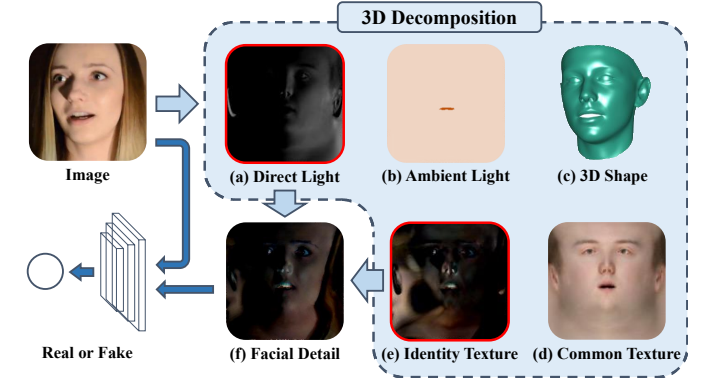 3D Decomposition
Image
(a) Direct Light
(b) Ambient Light
(c) 3D Shape
Real or Fake
(f) Facial Detail
(e) Identity Texture
(d) Common Texture